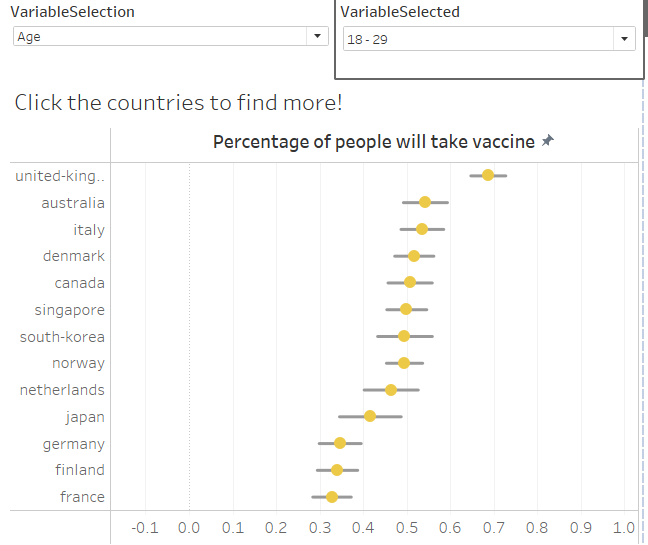 VariableSelection
VariableSelected
Age
18 - 29
Click the countries to find more!
Percentage of people will take vaccine
united-king..
australia
italy
denmark
canada
singapore
south-korea
norway
netherlands
japan
germany
finland
france
-0.1 0.0 0.1 0.2 0.3 0.4 0.5 0.6 0.7 0.8 0.9 1.0